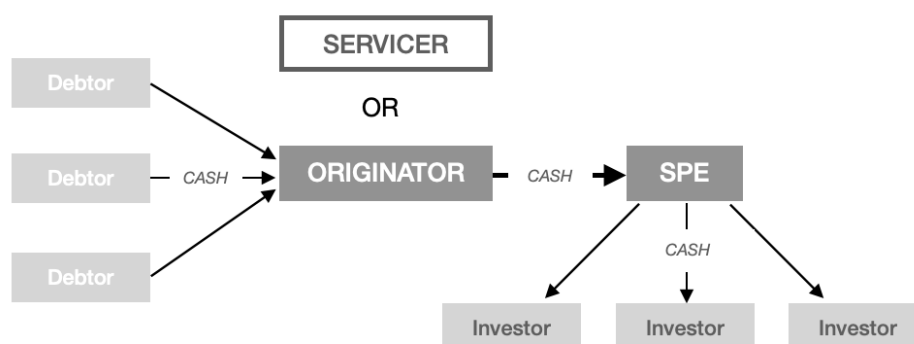 SERVICER
Debtor
OR
Debtor
CASH
ORIGINATOR
CASH
SPE
CASH
Debtor
Investor
Investor
Investor